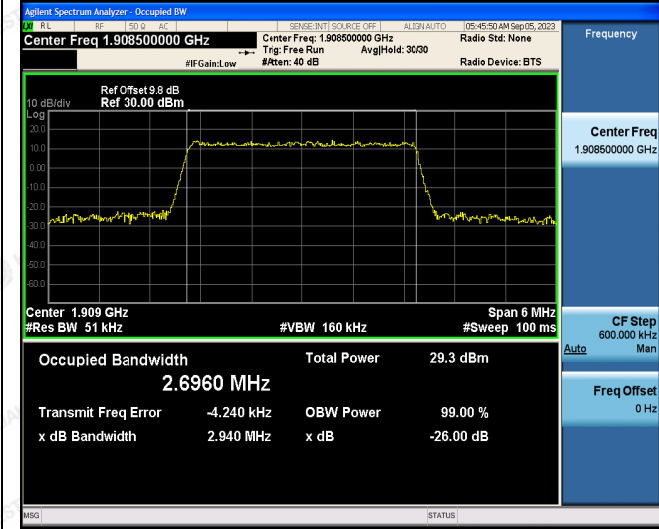 Agilent Spectrum Analyzer - Occupied BW
LXI RL RF 50 Ω AC SENSE:INT SOURCE OFF ALIGN AUTO 05:45:50 AM Sep 05, 2023
Center Freq 1.908500000 GHz
Center Freq: 1.908500000 GHz
Radio Std: None
Trig: Free Run Avg|Hold: 30/30
#IFGain:Low #Atten: 40 dB Radio Device: BTS
Ref Offset 9.8 dB
10 dB/div Ref 30.00 dBm
Log
20.0
10.0
0.00
-10.0
-20.0
-30.0
-40.0
-50.0
-60.0
Center 1.909 GHz Span 6 MHz
#Res BW 51 kHz #VBW 160 kHz #Sweep 100 ms
Occupied Bandwidth Total Power 29.3 dBm
2.6960 MHz
Transmit Freq Error -4.240 kHz OBW Power 99.00 %
x dB Bandwidth 2.940 MHz x dB -26.00 dB
MSG STATUS
Frequency
Center Freq
1.908500000 GHz
CF Step
600.000 kHz
Auto Man
Freq Offset
0 Hz